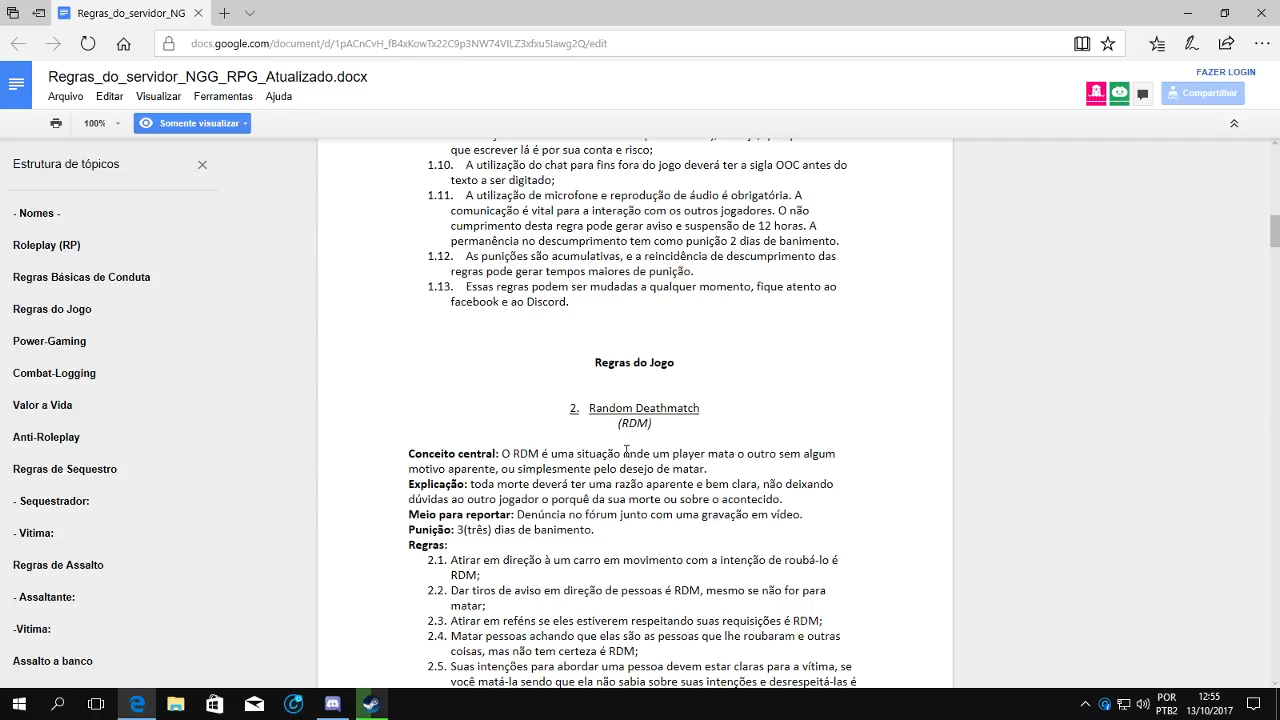 Regras_do_servidor_NG
docs.google.com/document/d/1pACnCvH_fB4xKowTx22C9p3NW74VILZ3xfxu5Iawg2Q/edit
Regras_do_servidor_NGG_RPG_Atualizado.docx
FAZER LOGIN
Arquivo Editar Visualizar Ferramentas Ajuda
Compartilhar
100% Somente visualizar
Estrutura de tópicos
- Nomes -
Roleplay (RP)
Regras Básicas de Conduta
Regras do Jogo
Power-Gaming
Combat-Logging
Valor a Vida
Anti-Roleplay
Regras de Sequestro
- Sequestrador:
- Vitima:
Regras de Assalto
- Assaltante:
-Vitima:
Assalto a banco
que escrever lá é por sua conta e risco;
1.10. A utilização do chat para fins fora do jogo deverá ter a sigla OOC antes do
texto a ser digitado;
1.11. A utilização de microfone e reprodução de áudio é obrigatória. A
comunicação é vital para a interação com os outros jogadores. O não
cumprimento desta regra pode gerar aviso e suspensão de 12 horas. A
permanência no descumprimento tem como punição 2 dias de banimento.
1.12. As punições são acumulativas, e a reincidência de descumprimento das
regras pode gerar tempos maiores de punição.
1.13. Essas regras podem ser mudadas a qualquer momento, fique atento ao
facebook e ao Discord.
Regras do Jogo
2. Random Deathmatch
(RDM)
Conceito central: O RDM é uma situação onde um player mata o outro sem algum
motivo aparente, ou simplesmente pelo desejo de matar.
Explicação: toda morte deverá ter uma razão aparente e bem clara, não deixando
dúvidas ao outro jogador o porquê da sua morte ou sobre o acontecido.
Meio para reportar: Denúncia no fórum junto com uma gravação em vídeo.
Punição: 3(três) dias de banimento.
Regras:
2.1. Atirar em direção à um carro em movimento com a intenção de roubá-lo é
RDM;
2.2. Dar tiros de aviso em direção de pessoas é RDM, mesmo se não for para
matar;
2.3. Atirar em reféns se eles estiverem respeitando suas requisições é RDM;
2.4. Matar pessoas achando que elas são as pessoas que lhe roubaram e outras
coisas, mas não tem certeza é RDM;
2.5. Suas intenções para abordar uma pessoa devem estar claras para a vítima, se
você matá-la sendo que ela não sabia sobre suas intenções e desrespeitá-las é
POR
PTB2
12:55
13/10/2017